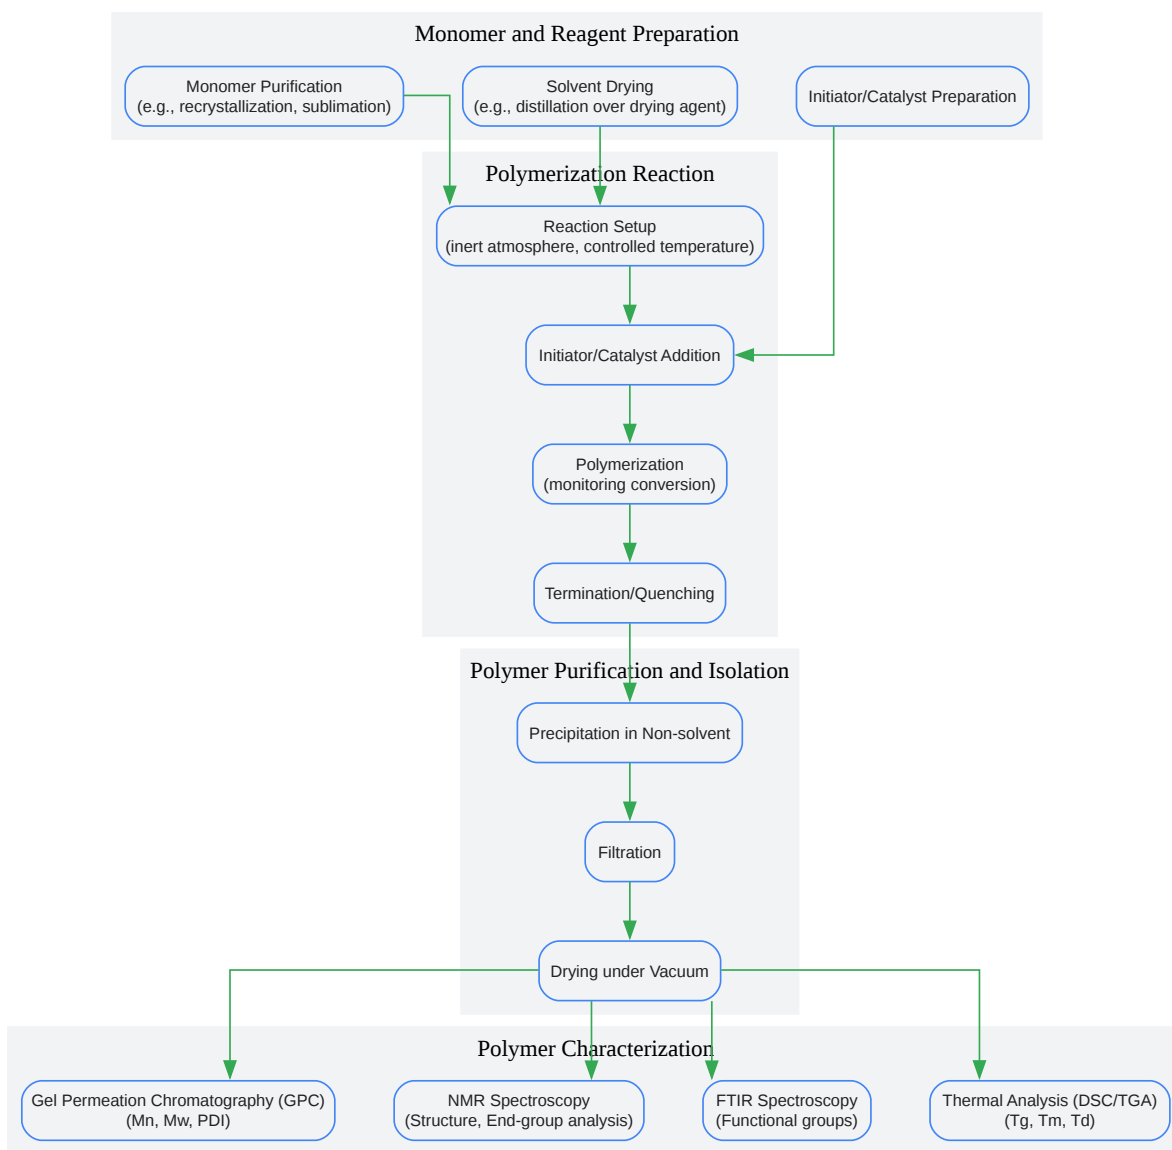 Monomer and Reagent Preparation
Monomer Purification
(e.g., recrystallization, sublimation)
Solvent Drying
(e.g., distillation over drying agent)
Initiator/Catalyst Preparation
Polymerization Reaction
Reaction Setup
(inert atmosphere, controlled temperature)
Initiator/Catalyst Addition
Polymerization
(monitoring conversion)
Termination/Quenching
Polymer Purification and Isolation
Precipitation in Non-solvent
Filtration
Drying under Vacuum
Polymer Characterization
Gel Permeation Chromatography (GPC)
(Mn, Mw, PDI)
NMR Spectroscopy
(Structure, End-group analysis)
FTIR Spectroscopy
(Functional groups)
Thermal Analysis (DSC/TGA)
(Tg, Tm, Td)